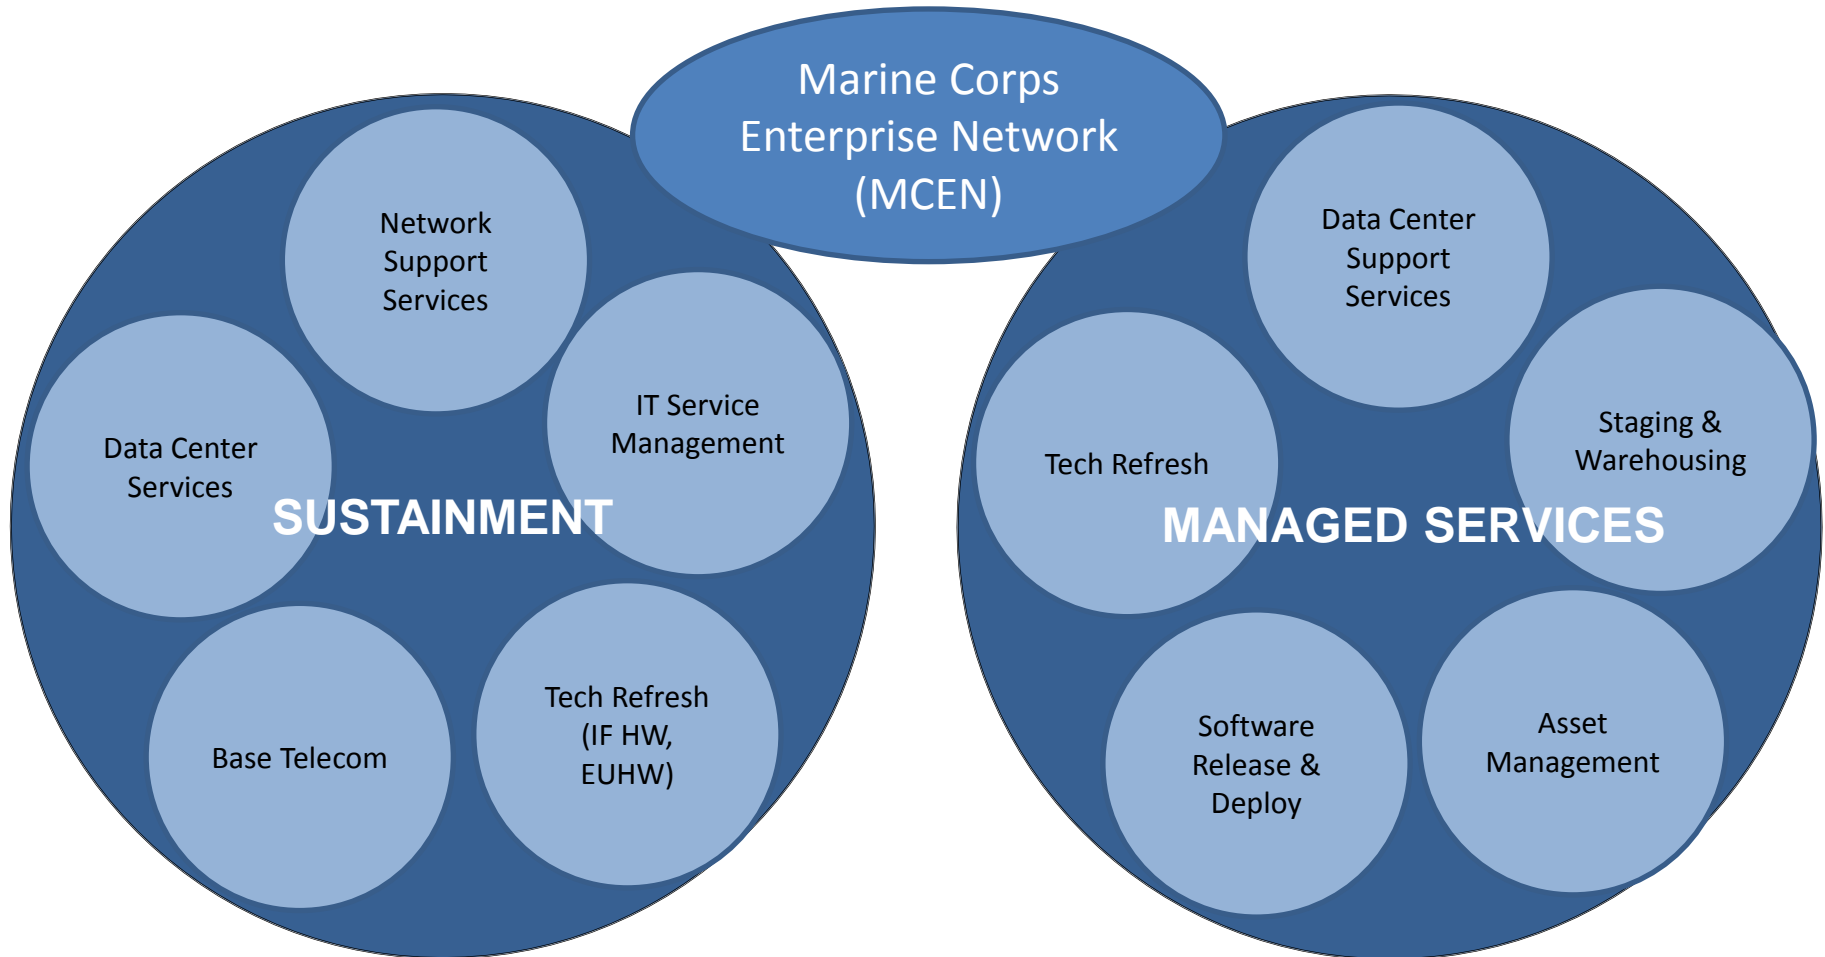 Marine Corps
Enterprise Network
(MCEN)
Network
Support
Services
IT Service
Management
Data Center
Services
SUSTAINMENT
Tech Refresh
(IF HW,
EUHW)
Base Telecom
Data Center
Support
Services
Staging &
Warehousing
Tech Refresh
MANAGED SERVICES
Software
Release &
Deploy
Asset
Management